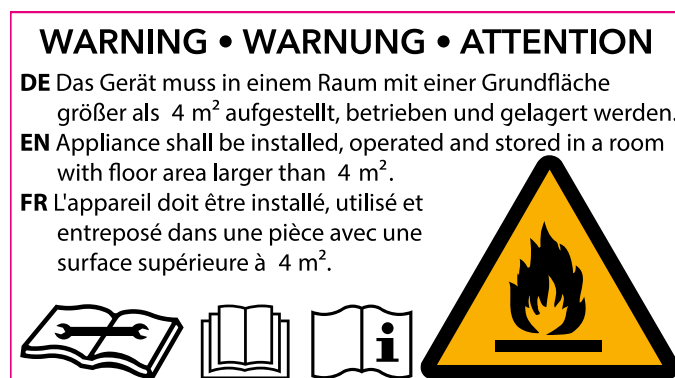 WARNING • WARNUNG • ATTENTION
DE Das Gerät muss in einem Raum mit einer Grundfläche
größer als 4 m² aufgestellt, betrieben und gelagert werden.
EN Appliance shall be installed, operated and stored in a room
with floor area larger than 4 m².
FR L'appareil doit être installé, utilisé et
entreposé dans une pièce avec une
surface supérieure à 4 m².
i